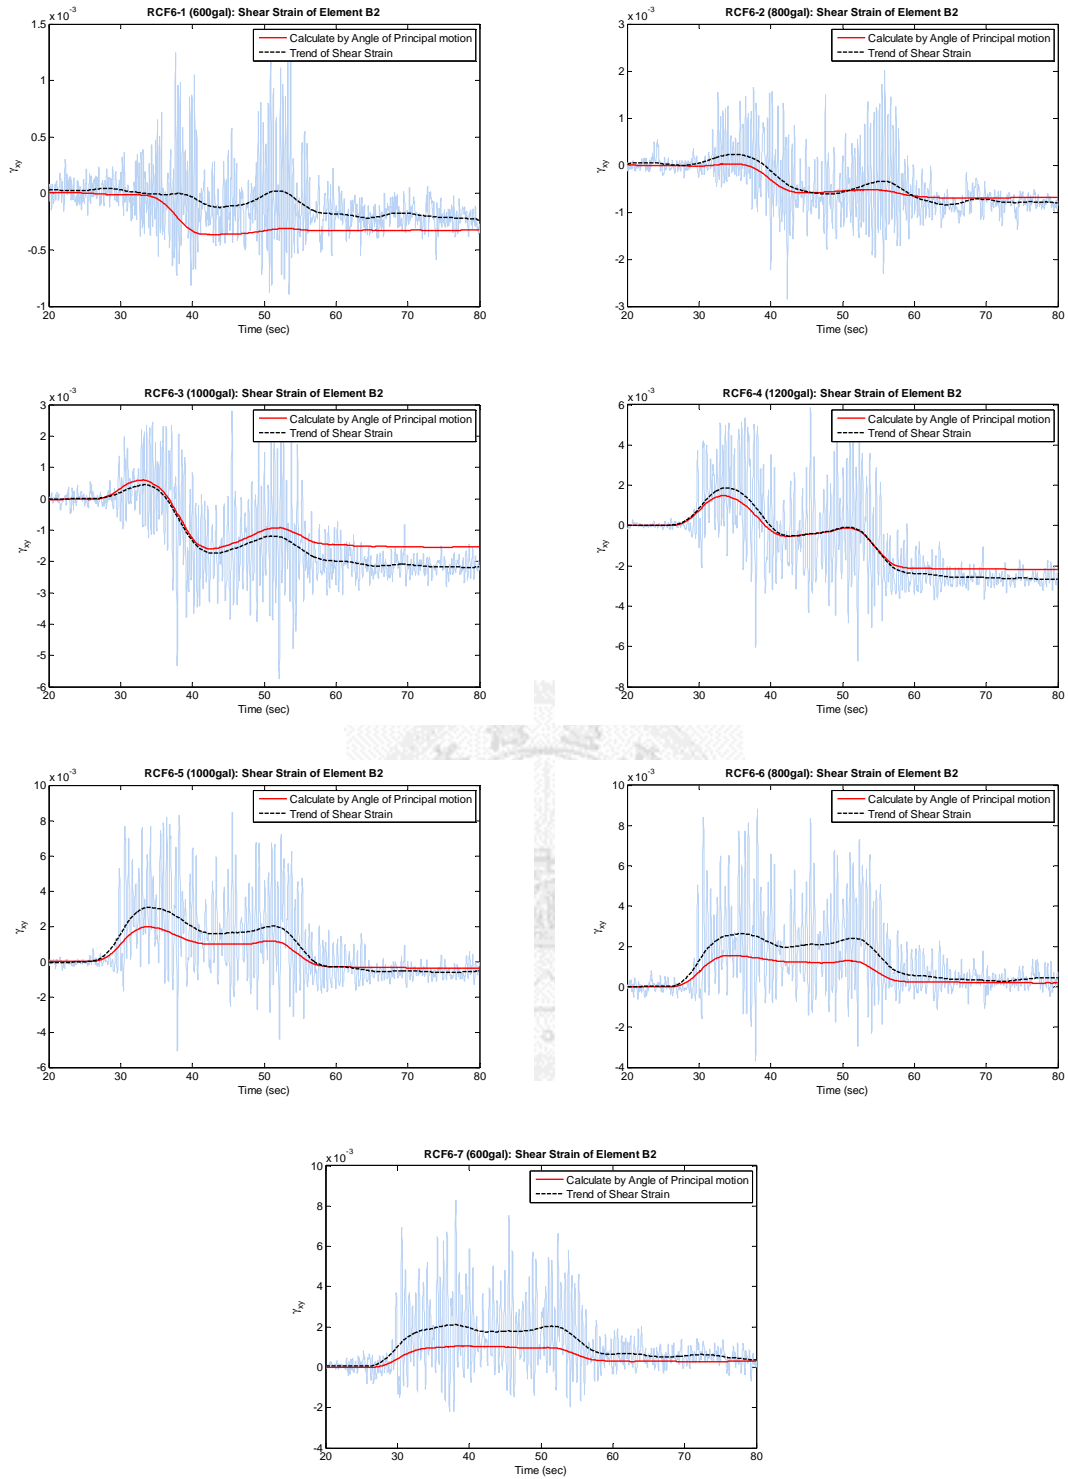 RCF6-1 (600gal): Shear Strain of Element B2
x 10⁻³
1.5
1
0.5
0
-0.5
-1
γxy
Calculate by Angle of Principal motion
Trend of Shear Strain
20 30 40 50 60 70 80
Time (sec)
RCF6-2 (800gal): Shear Strain of Element B2
x 10⁻³
3
2
1
0
-1
-2
-3
γxy
Calculate by Angle of Principal motion
Trend of Shear Strain
20 30 40 50 60 70 80
Time (sec)
RCF6-3 (1000gal): Shear Strain of Element B2
x 10⁻³
3
2
1
0
-1
-2
-3
-4
-5
-6
γxy
Calculate by Angle of Principal motion
Trend of Shear Strain
20 30 40 50 60 70 80
Time (sec)
RCF6-4 (1200gal): Shear Strain of Element B2
x 10⁻³
6
4
2
0
-2
-4
-6
-8
γxy
Calculate by Angle of Principal motion
Trend of Shear Strain
20 30 40 50 60 70 80
Time (sec)
RCF6-5 (1000gal): Shear Strain of Element B2
x 10⁻³
10
8
6
4
2
0
-2
-4
-6
γxy
Calculate by Angle of Principal motion
Trend of Shear Strain
20 30 40 50 60 70 80
Time (sec)
RCF6-6 (800gal): Shear Strain of Element B2
x 10⁻³
10
8
6
4
2
0
-2
-4
γxy
Calculate by Angle of Principal motion
Trend of Shear Strain
20 30 40 50 60 70 80
Time (sec)
RCF6-7 (600gal): Shear Strain of Element B2
x 10⁻³
10
8
6
4
2
0
-2
-4
γxy
Calculate by Angle of Principal motion
Trend of Shear Strain
20 30 40 50 60 70 80
Time (sec)